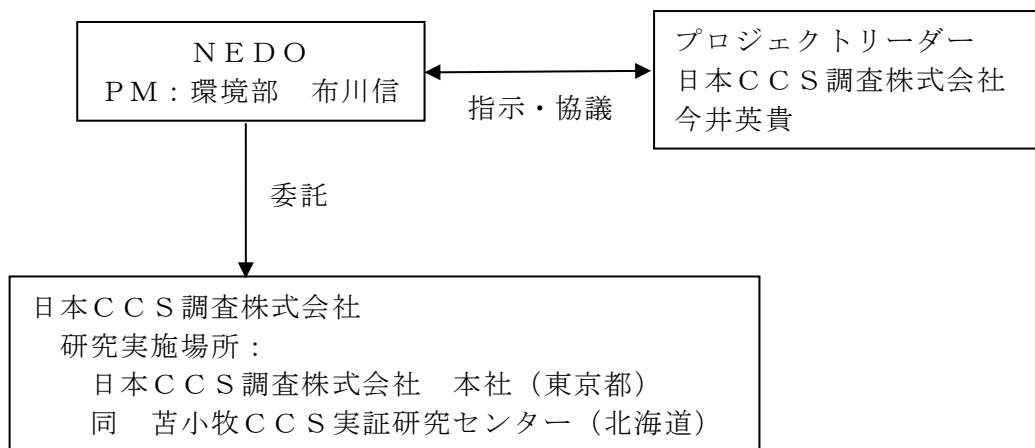 ＮＥＤＯ
ＰＭ：環境部　布川信
プロジェクトリーダー
日本ＣＣＳ調査株式会社
今井英貴
指示・協議
委託
日本ＣＣＳ調査株式会社
研究実施場所：
日本ＣＣＳ調査株式会社　本社（東京都）
同　苫小牧ＣＣＳ実証研究センター（北海道）